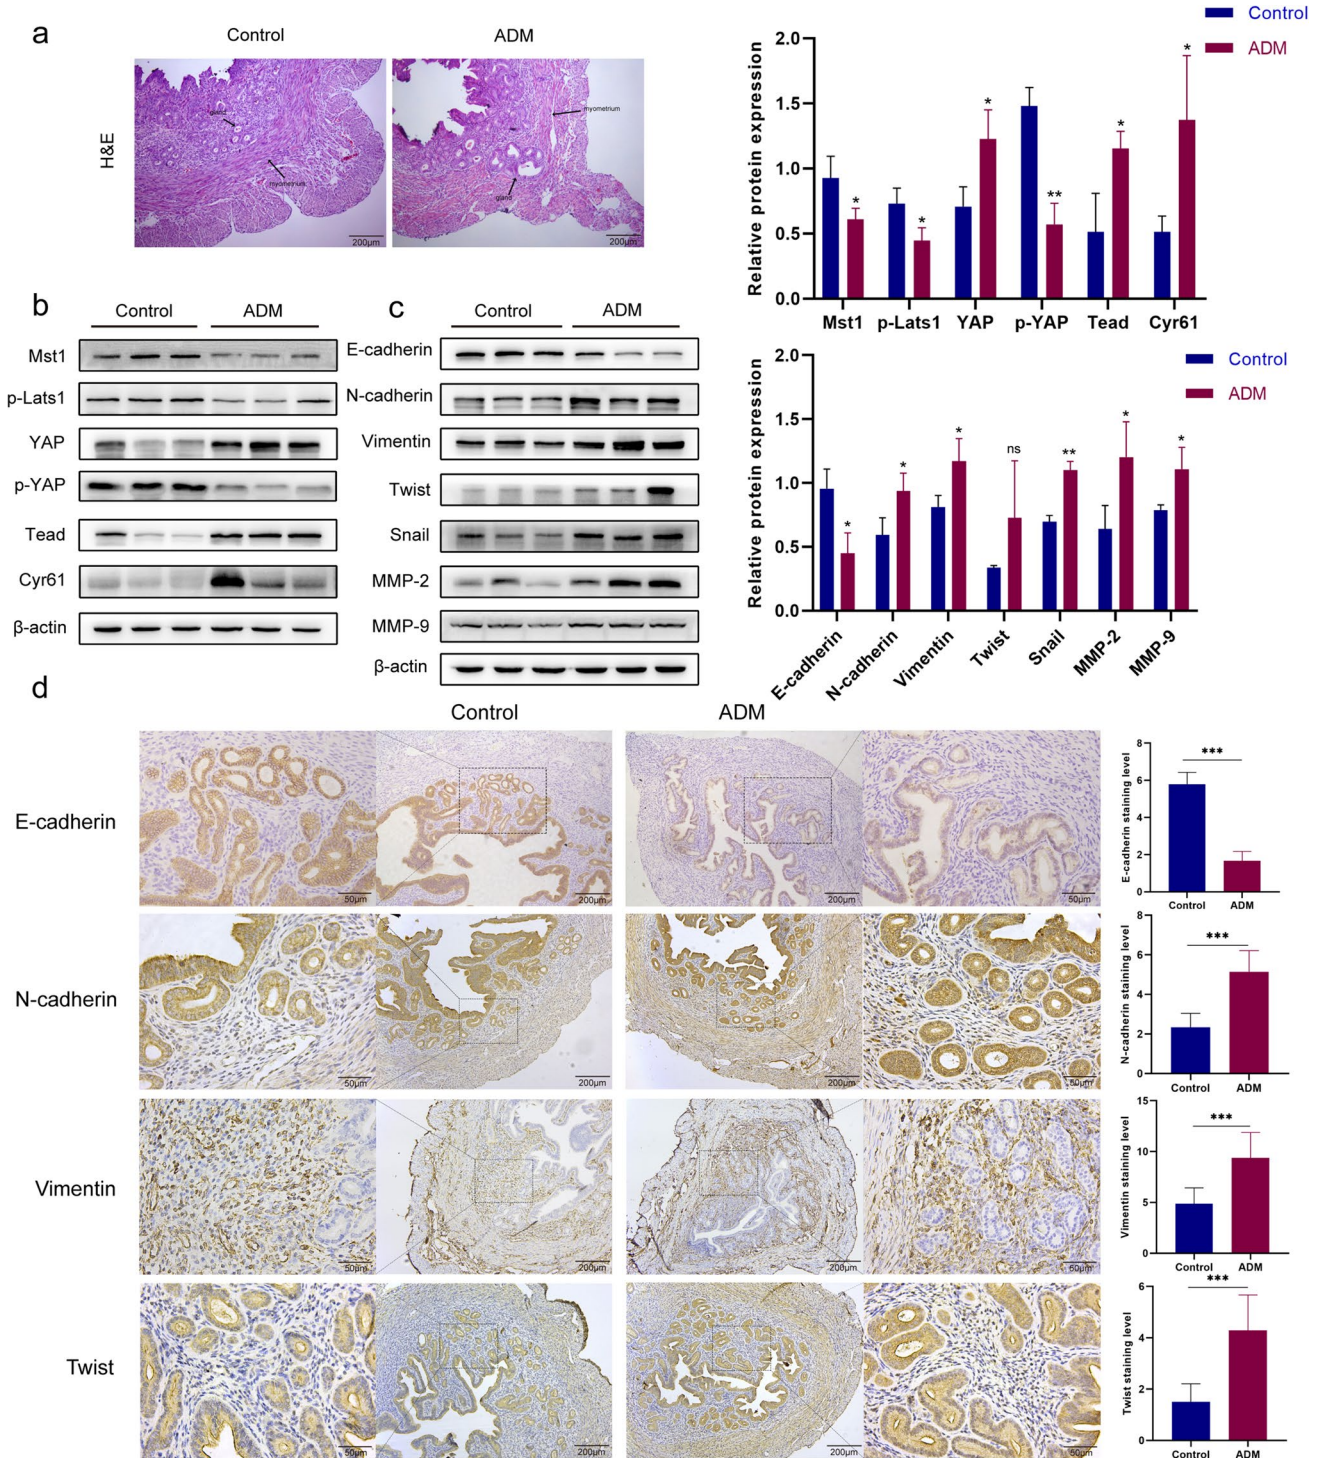 a
Control
ADM
H&E
gland
myometrium
200μm
myometrium
gland
200μm
Control
ADM
Relative protein expression
2.0
1.5
1.0
0.5
0.0
*
*
*
**
*
*
Mst1 p-Lats1 YAP p-YAP Tead Cyr61
b
Control ADM
Mst1
p-Lats1
YAP
p-YAP
Tead
Cyr61
β-actin
c
Control ADM
E-cadherin
N-cadherin
Vimentin
Twist
Snail
MMP-2
MMP-9
β-actin
Control
ADM
Relative protein expression
2.0
1.5
1.0
0.5
0.0
*
*
*
ns
**
*
*
E-cadherin
N-cadherin
Vimentin
Twist
Snail
MMP-2
MMP-9
d
Control
ADM
E-cadherin
50μm
200μm
200μm
50μm
E-cadherin staining level
8
6
4
2
0
***
Control ADM
N-cadherin
50μm
200μm
200μm
50μm
N-cadherin staining level
8
6
4
2
0
***
Control ADM
Vimentin
50μm
200μm
200μm
50μm
Vimentin staining level
15
10
5
0
***
Control ADM
Twist
50μm
200μm
200μm
50μm
Twist staining level
6
4
2
0
***
Control ADM